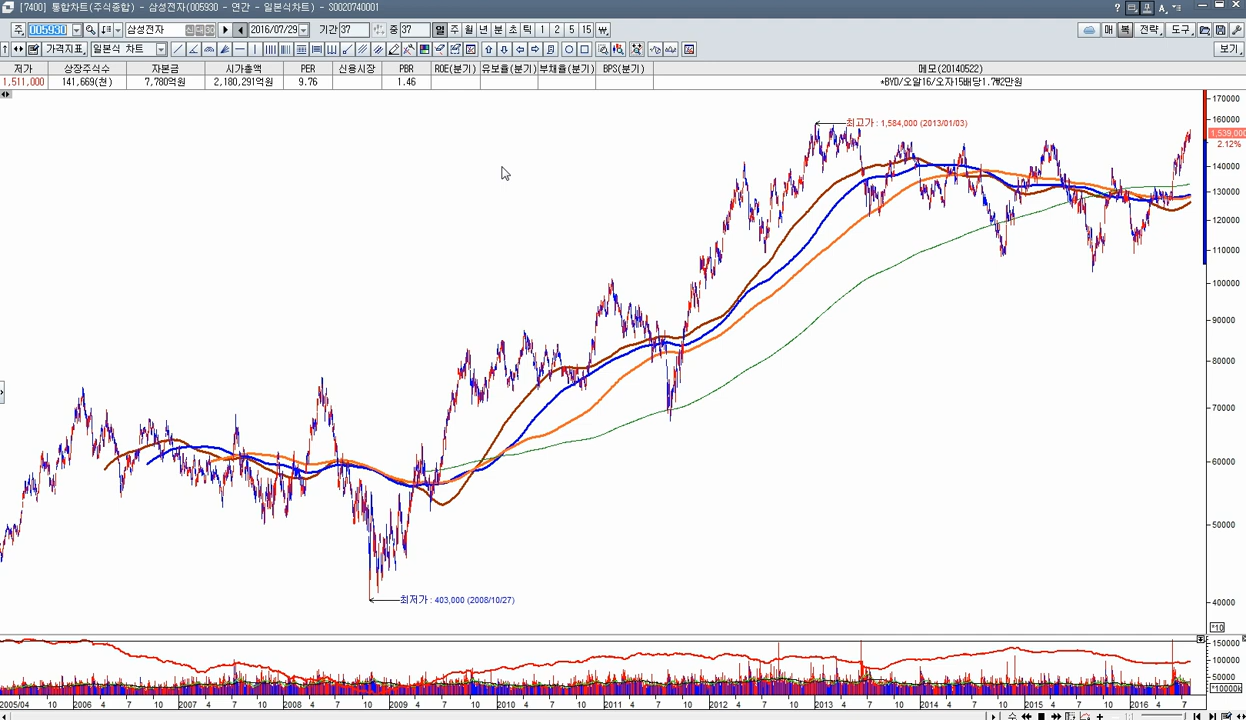 [7400] 통합차트(주식종합) - 삼성전자(005930 - 연간 - 일본식차트) - S0020740001
주 005930 삼성전자 신 대 30 2016/07/29 기간 37 중 37 일 주 월 년 분 초 틱 1 2 3 5 15 매 복 전략 도구
가격지표 일본식 차트 보기
저가 상장주식수 자본금 시가총액 PER 신용시장 PBR ROE(분기) 유보율(분기) 부채율(분기) BPS(분기) 메모(20140522)
1,511,000 141,669(천) 7,780억원 2,180,291억원 9.76 1.46 *BYD/오알16/오자15배당1.7%2만원
170000
최고가 : 1,584,000 (2013/01/03)
160000
1,539,000
2.12%
140000
130000
120000
110000
100000
90000
80000
70000
60000
50000
최저가 : 403,000 (2008/10/27)
40000
*10
150000
100000
50000
*10000k
2005/04 10 2006 4 7 10 2007 4 7 10 2008 4 7 10 2009 4 7 10 2010 4 7 10 2011 4 7 10 2012 4 7 10 2013 4 7 10 2014 4 7 10 2015 4 7 10 2016 4 7